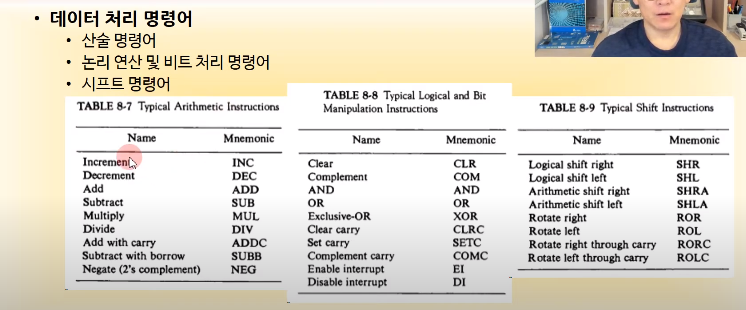 • 데이터 처리 명령어
• 산술 명령어
• 논리 연산 및 비트 처리 명령어
• 시프트 명령어
TABLE 8-7 Typical Arithmetic Instructions
Name Mnemonic
Increment INC
Decrement DEC
Add ADD
Subtract SUB
Multiply MUL
Divide DIV
Add with carry ADDC
Subtract with borrow SUBB
Negate (2's complement) NEG
TABLE 8-8 Typical Logical and Bit
Manipulation Instructions
Name Mnemonic
Clear CLR
Complement COM
AND AND
OR OR
Exclusive-OR XOR
Clear carry CLRC
Set carry SETC
Complement carry COMC
Enable interrupt EI
Disable interrupt DI
TABLE 8-9 Typical Shift Instructions
Name Mnemonic
Logical shift right SHR
Logical shift left SHL
Arithmetic shift right SHRA
Arithmetic shift left SHLA
Rotate right ROR
Rotate left ROL
Rotate right through carry RORC
Rotate left through carry ROLC